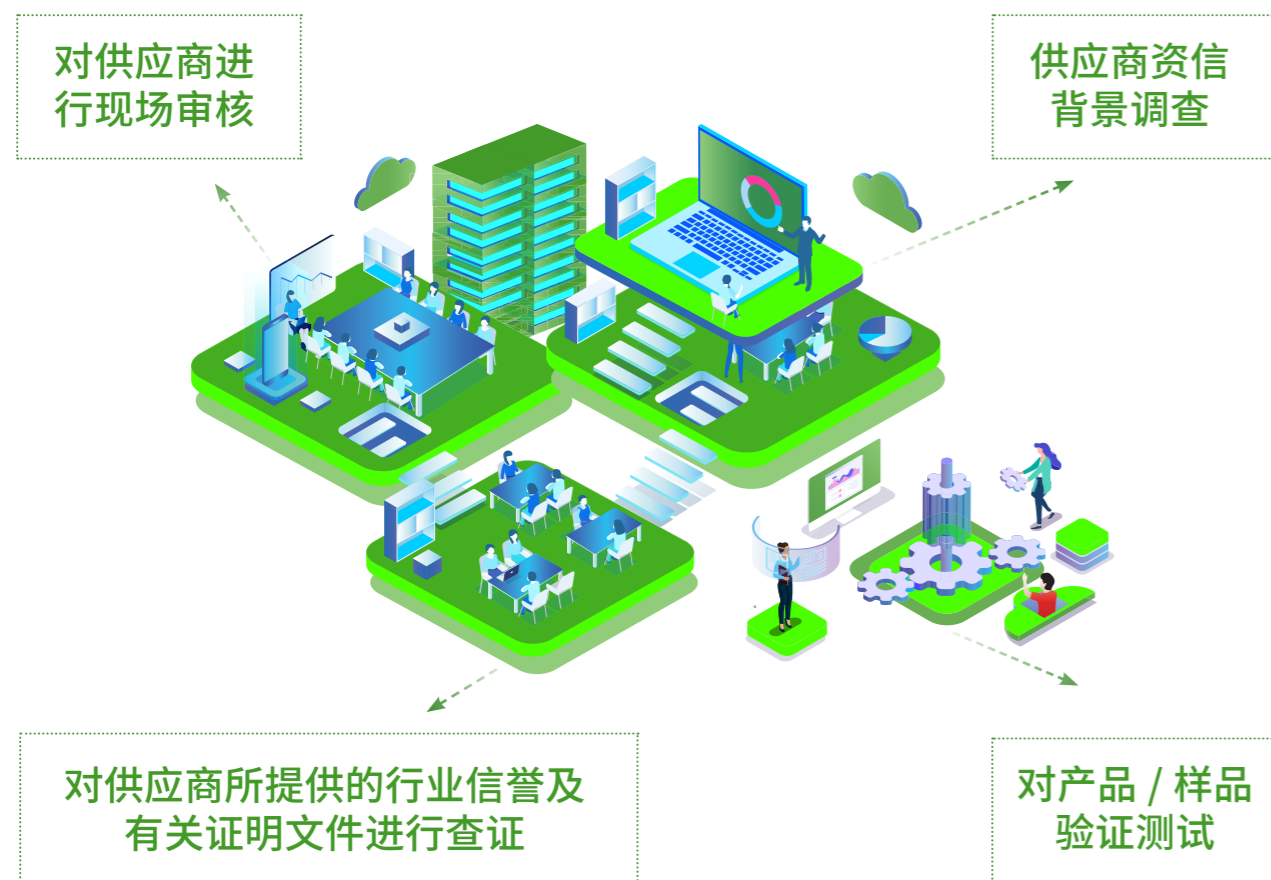 对供应商进
行现场审核
供应商资信
背景调查
对供应商所提供的行业信誉及
有关证明文件进行查证
对产品 / 样品
验证测试